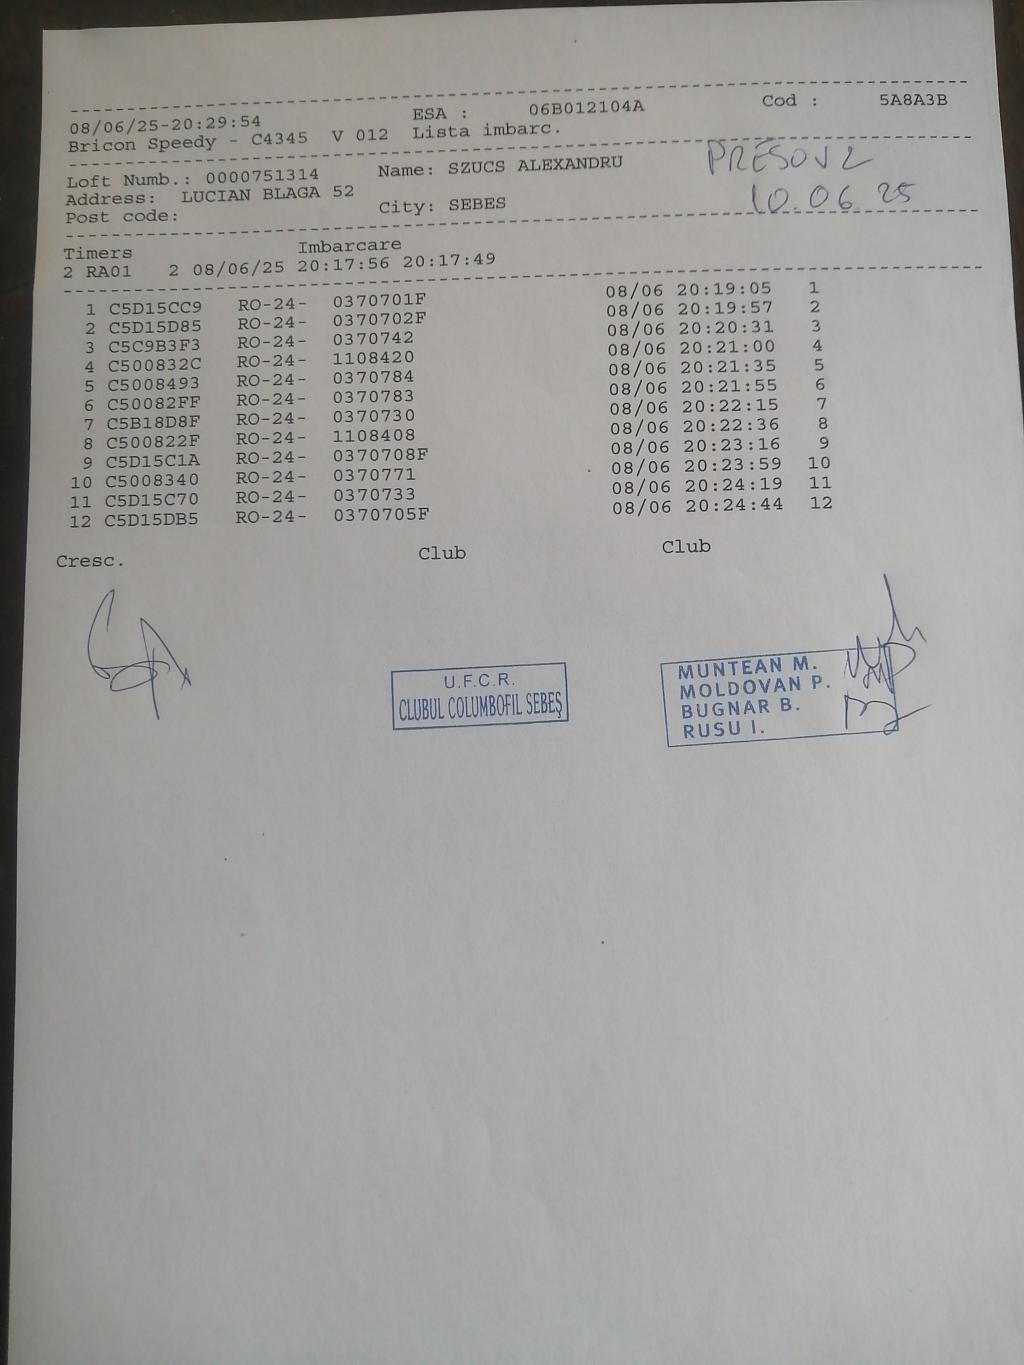 08/06/25-20:29:54 ESA : 06B012104A Cod : 5A8A3B
Bricon Speedy - C4345 V 012 Lista imbarc.
Loft Numb.: 0000751314 Name: SZUCS ALEXANDRU PRESOV 2
Address: LUCIAN BLAGA 52
Post code: City: SEBES 10.06 25
Timers Imbarcare
2 RA01 2 08/06/25 20:17:56 20:17:49
1 C5D15CC9 RO-24- 0370701F 08/06 20:19:05 1
2 C5D15D85 RO-24- 0370702F 08/06 20:19:57 2
3 C5C9B3F3 RO-24- 0370742 08/06 20:20:31 3
4 C500832C RO-24- 1108420 08/06 20:21:00 4
5 C5008493 RO-24- 0370784 08/06 20:21:35 5
6 C50082FF RO-24- 0370783 08/06 20:21:55 6
7 C5B18D8F RO-24- 0370730 08/06 20:22:15 7
8 C500822F RO-24- 1108408 08/06 20:22:36 8
9 C5D15C1A RO-24- 0370708F 08/06 20:23:16 9
10 C5008340 RO-24- 0370771 08/06 20:23:59 10
11 C5D15C70 RO-24- 0370733 08/06 20:24:19 11
12 C5D15DB5 RO-24- 0370705F 08/06 20:24:44 12
Cresc. Club Club
U.F.C.R.
CLUBUL COLUMBOFIL SEBEŞ
MUNTEAN M.
MOLDOVAN P.
BUGNAR B.
RUSU I.